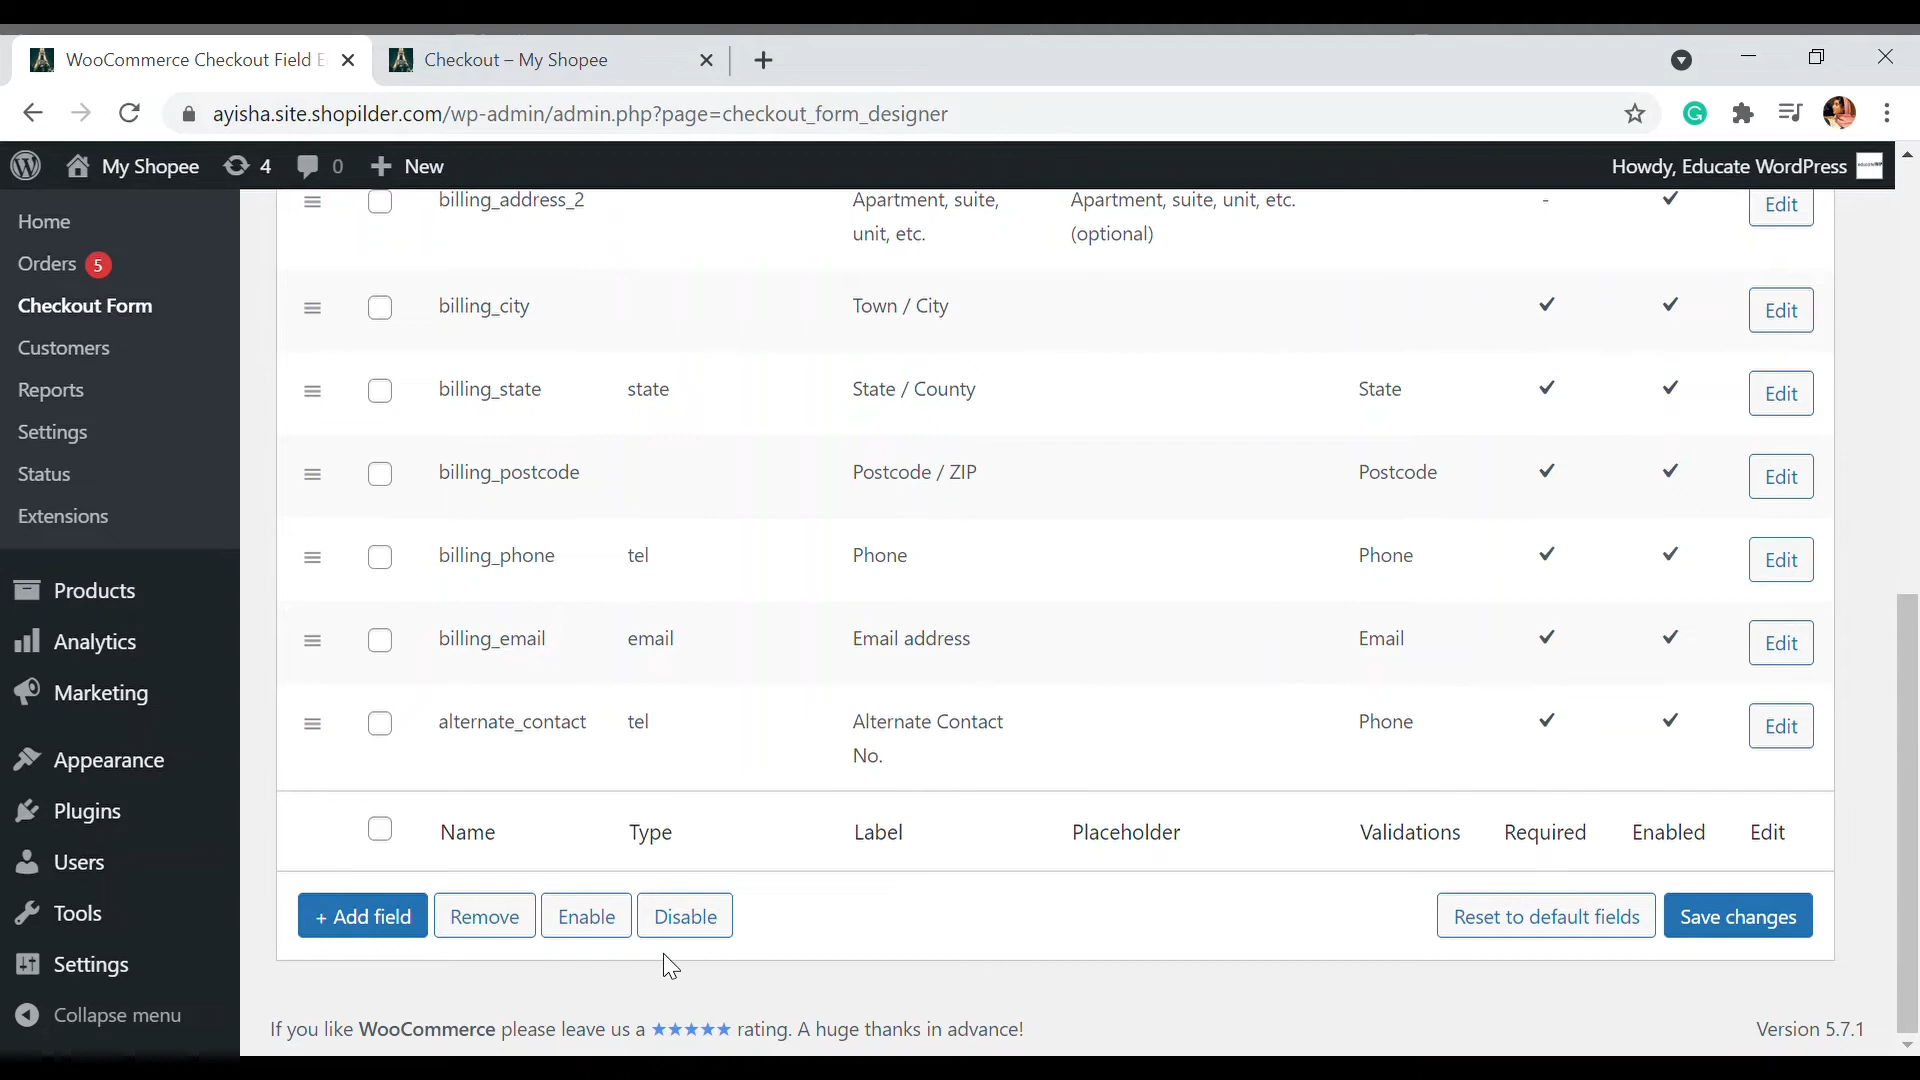 WooCommerce Checkout Field E
Checkout – My Shopee
ayisha.site.shopilder.com/wp-admin/admin.php?page=checkout_form_designer
My Shopee 4 0 New Howdy, Educate WordPress
Home
Orders 5
Checkout Form
Customers
Reports
Settings
Status
Extensions
Products
Analytics
Marketing
Appearance
Plugins
Users
Tools
Settings
Collapse menu
billing_address_2 Apartment, suite, Apartment, suite, unit, etc. - Edit
unit, etc. (optional)
billing_city Town / City Edit
billing_state state State / County State Edit
billing_postcode Postcode / ZIP Postcode Edit
billing_phone tel Phone Phone Edit
billing_email email Email address Email Edit
alternate_contact tel Alternate Contact Phone Edit
No.
Name Type Label Placeholder Validations Required Enabled Edit
+ Add field Remove Enable Disable Reset to default fields Save changes
If you like WooCommerce please leave us a ★★★★★ rating. A huge thanks in advance! Version 5.7.1